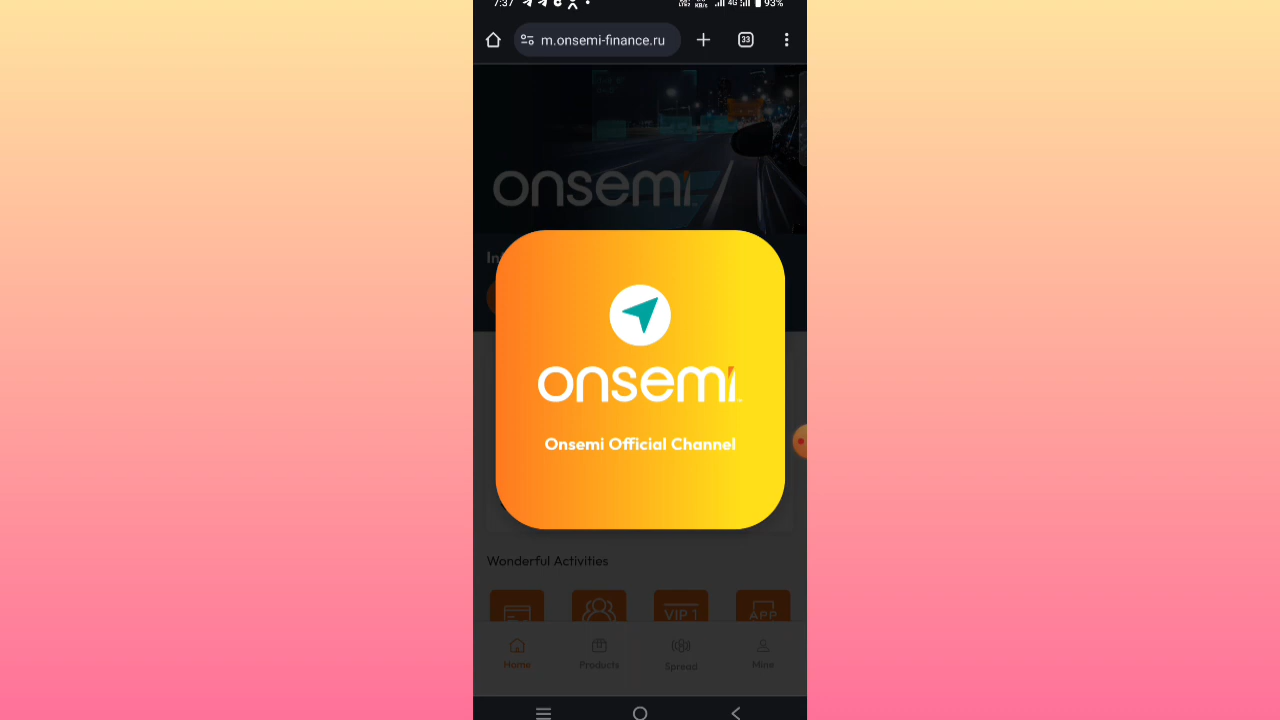 7:37
93%
m.onsemi-finance.ru
33
onsemi
onsemi
Onsemi Official Channel
Wonderful Activities
VIP 1
APP
Home Products Spread Mine